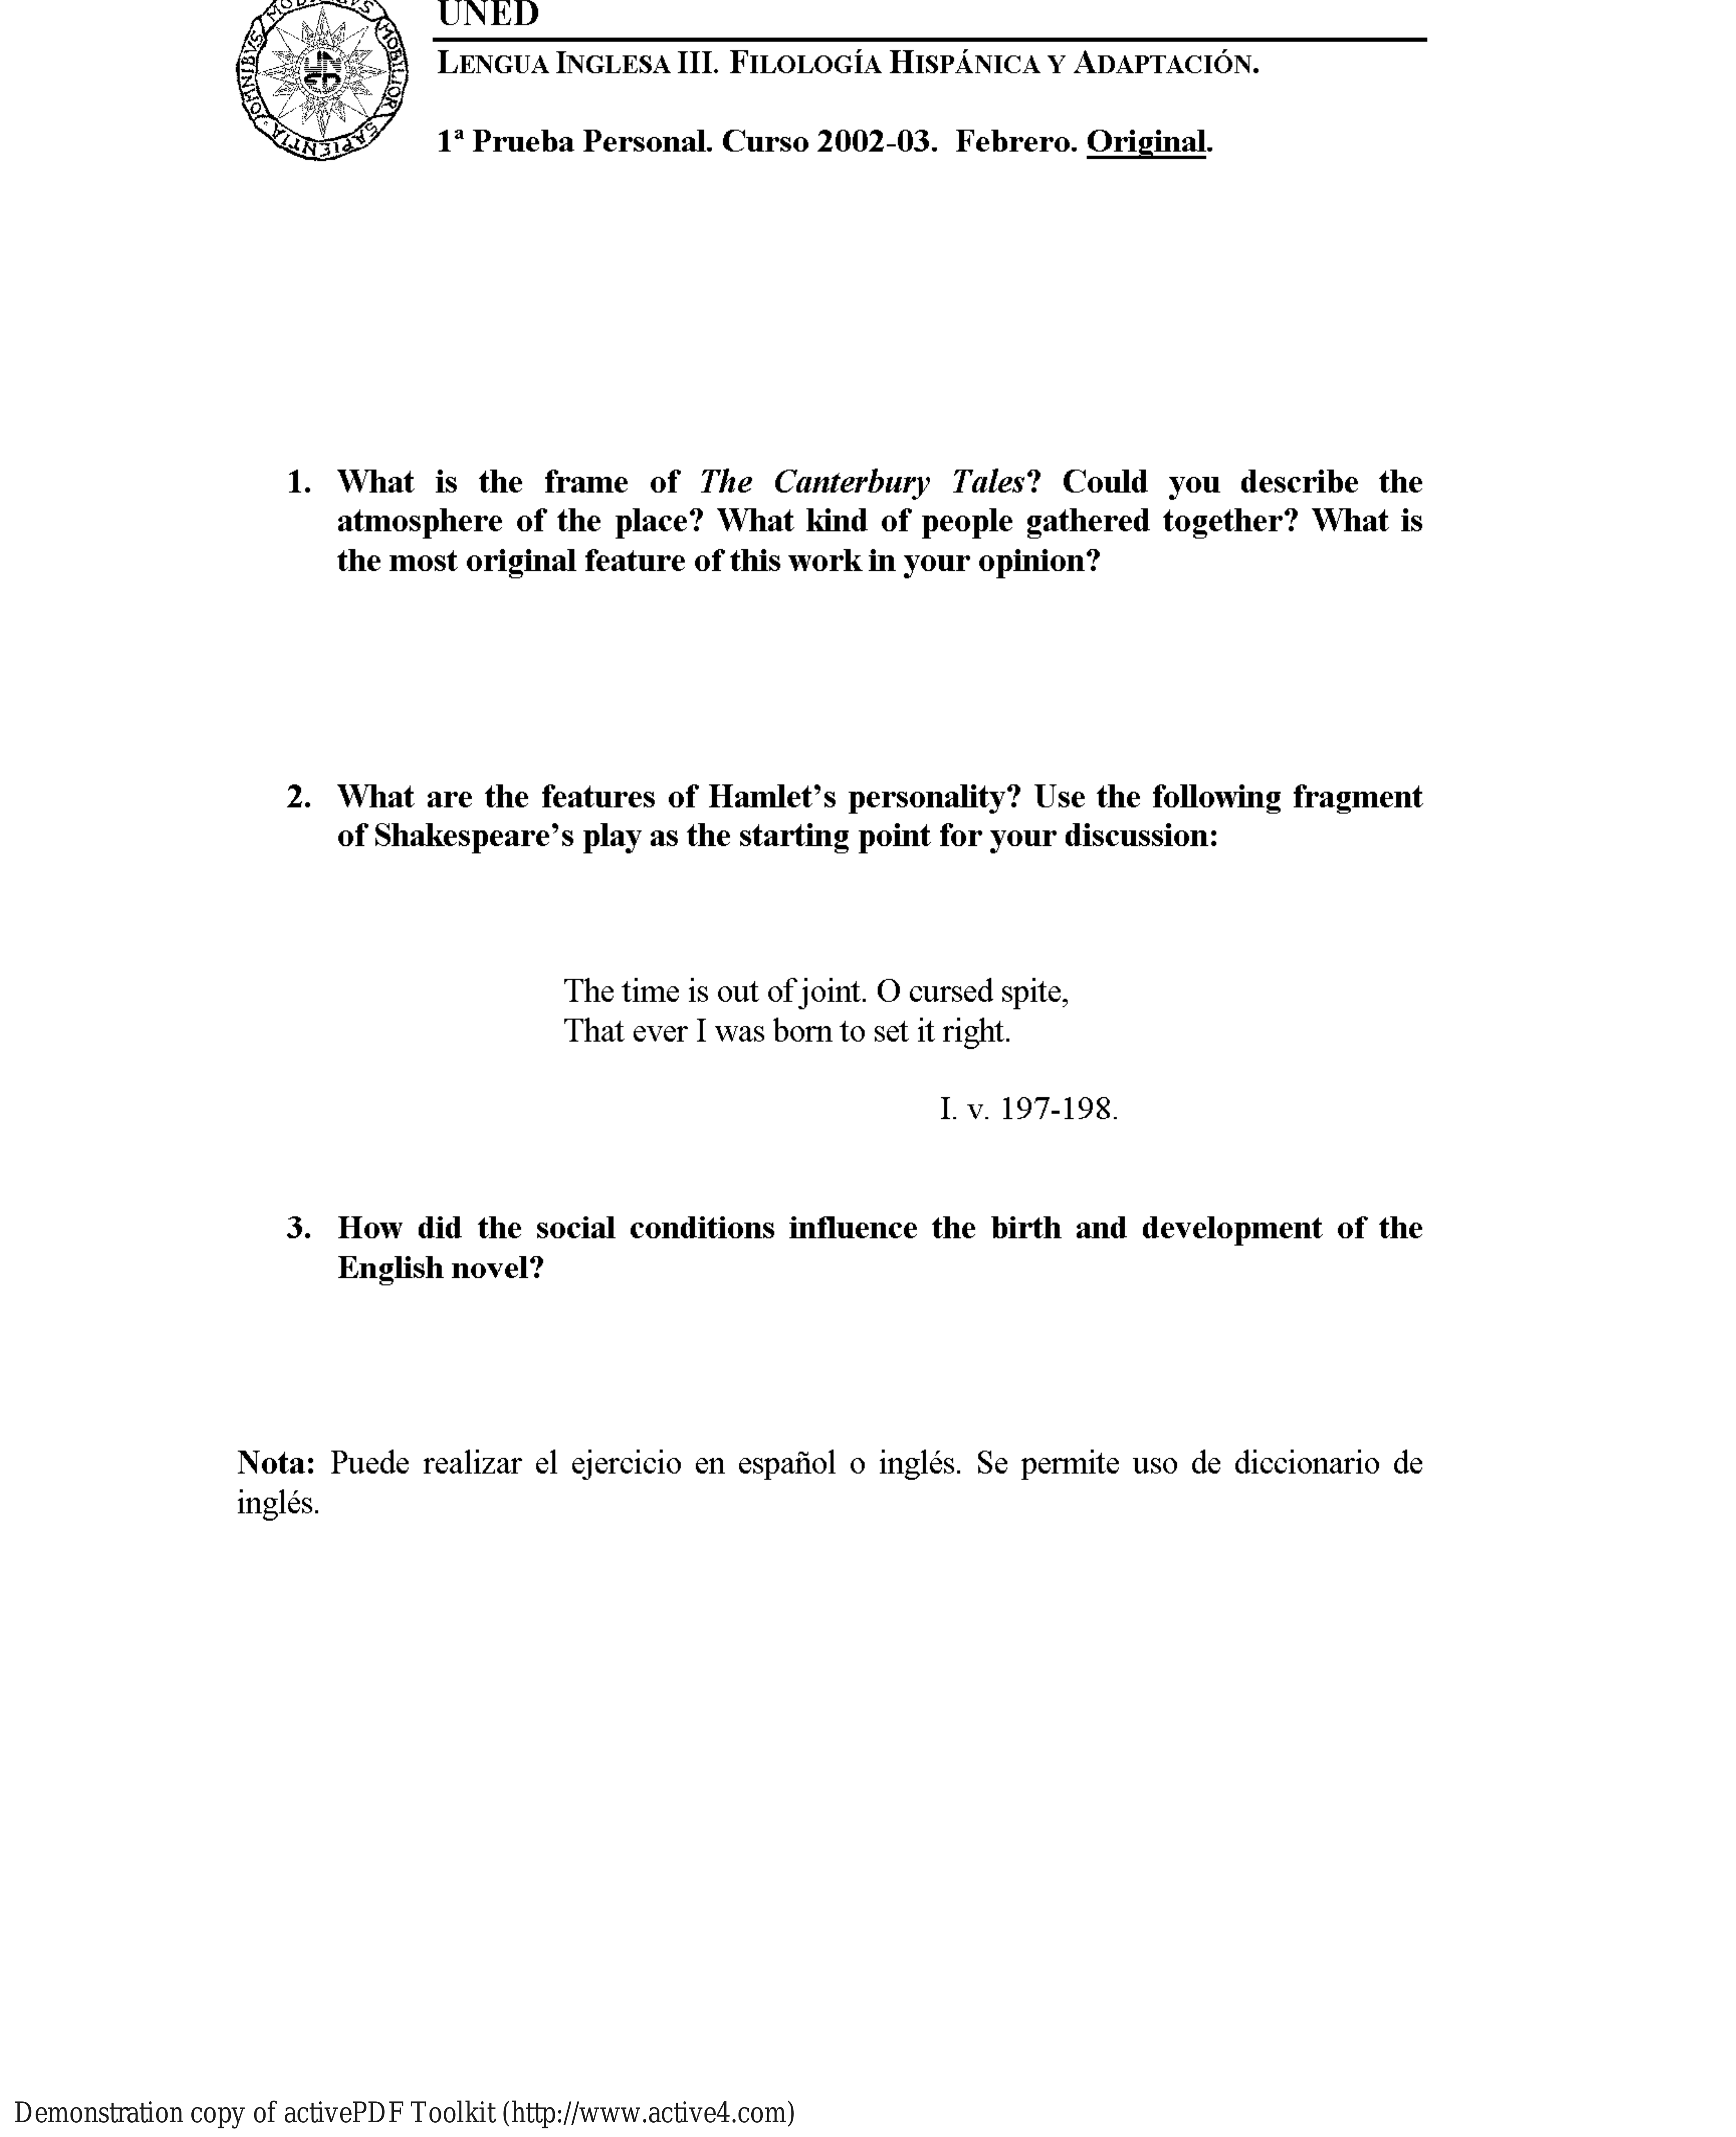 UNED
LENGUA INGLESA III. FILOLOGÍA HISPÁNICA Y ADAPTACIÓN.
1ª Prueba Personal. Curso 2002-03. Febrero. Original.
OMNIBVS MOBILIBVS MOBILIOR SAPIENTIA
1. What is the frame of The Canterbury Tales? Could you describe the
atmosphere of the place? What kind of people gathered together? What is
the most original feature of this work in your opinion?
2. What are the features of Hamlet's personality? Use the following fragment
of Shakespeare's play as the starting point for your discussion:
The time is out of joint. O cursed spite,
That ever I was born to set it right.
I. v. 197-198.
3. How did the social conditions influence the birth and development of the
English novel?
Nota: Puede realizar el ejercicio en español o inglés. Se permite uso de diccionario de
inglés.
Demonstration copy of activePDF Toolkit (http://www.active4.com)